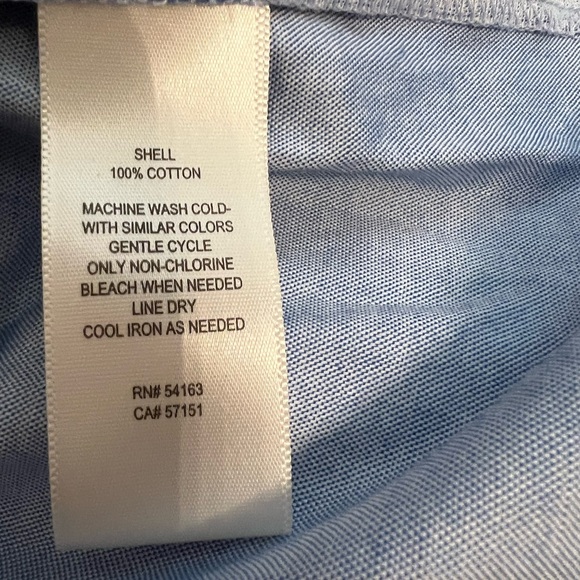 SHELL
100% COTTON
MACHINE WASH COLD-
WITH SIMILAR COLORS
GENTLE CYCLE
ONLY NON-CHLORINE
BLEACH WHEN NEEDED
LINE DRY
COOL IRON AS NEEDED
RN# 54163
CA# 57151